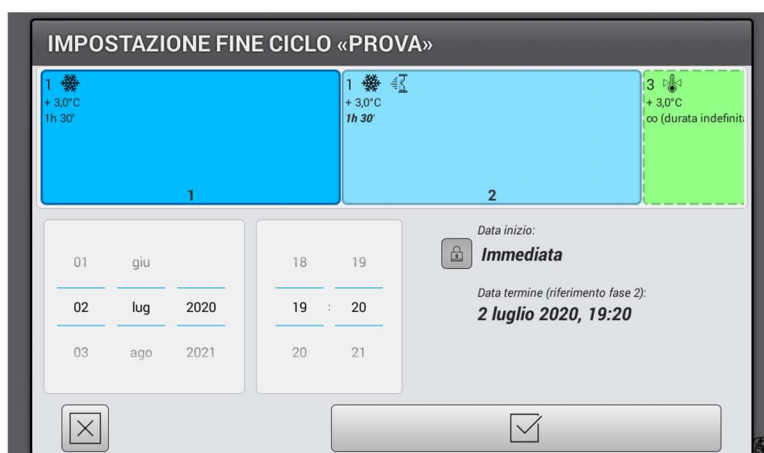 IMPOSTAZIONE FINE CICLO «PROVA»
1
+ 3,0°C
1h 30'
1
1
+ 3,0°C
1h 30'
2
3
+ 3,0°C
∞ (durata indefinit
01 giu
02 lug 2020
03 ago 2021
18 19
19 : 20
20 21
Data inizio:
Immediata
Data termine (riferimento fase 2):
2 luglio 2020, 19:20